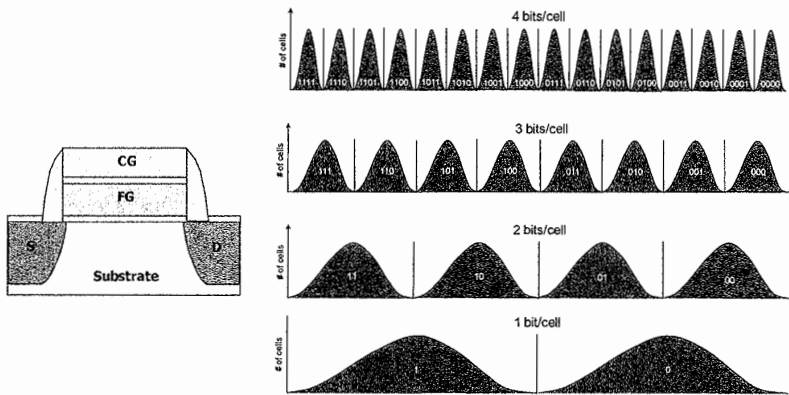 4 bits/cell
# of cells
1111 1110 1101 1100 1011 1010 1001 1000 0111 0110 0101 0100 0011 0010 0001 0000
3 bits/cell
# of cells
111 110 101 100 011 010 001 000
2 bits/cell
# of cells
11 10 01 00
1 bit/cell
# of cells
1 0
CG
FG
S D
Substrate